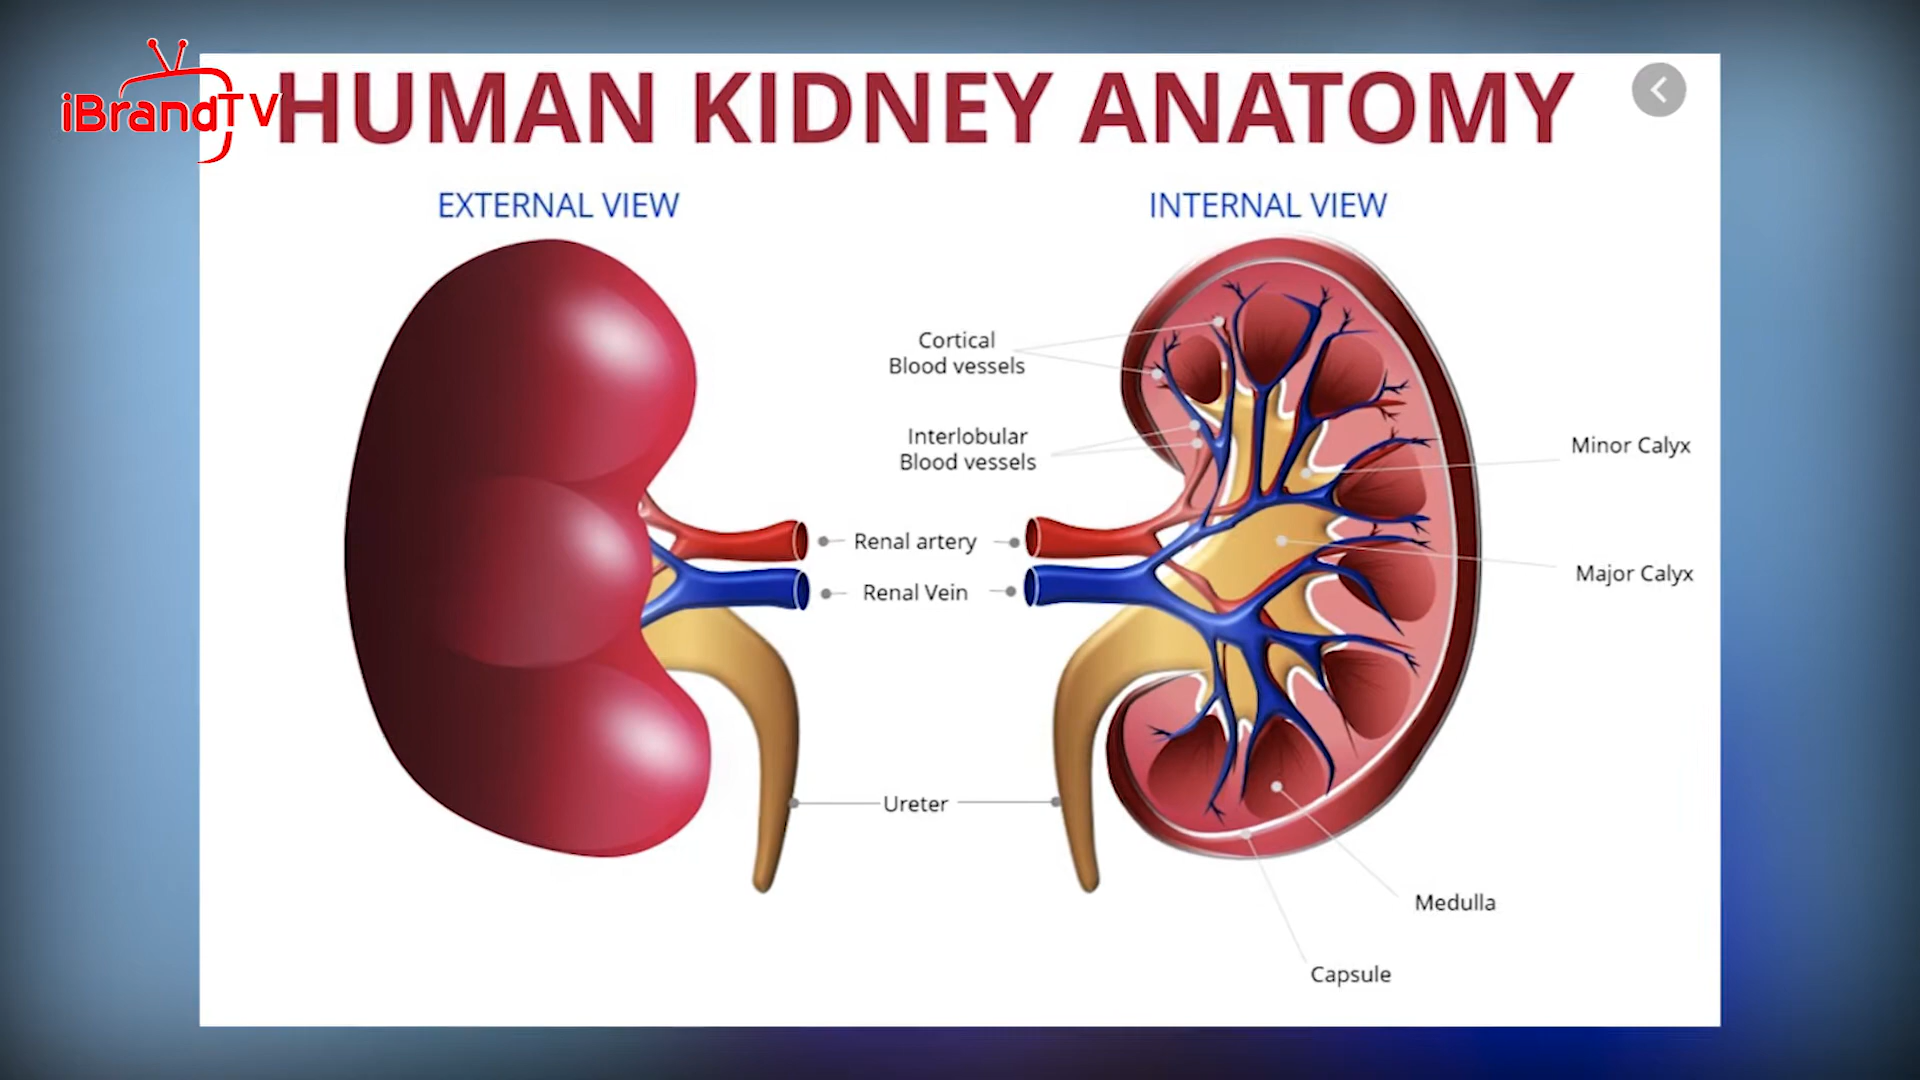 iBrandTV
HUMAN KIDNEY ANATOMY
EXTERNAL VIEW
INTERNAL VIEW
Cortical
Blood vessels
Interlobular
Blood vessels
Minor Calyx
Renal artery
Major Calyx
Renal Vein
Ureter
Medulla
Capsule